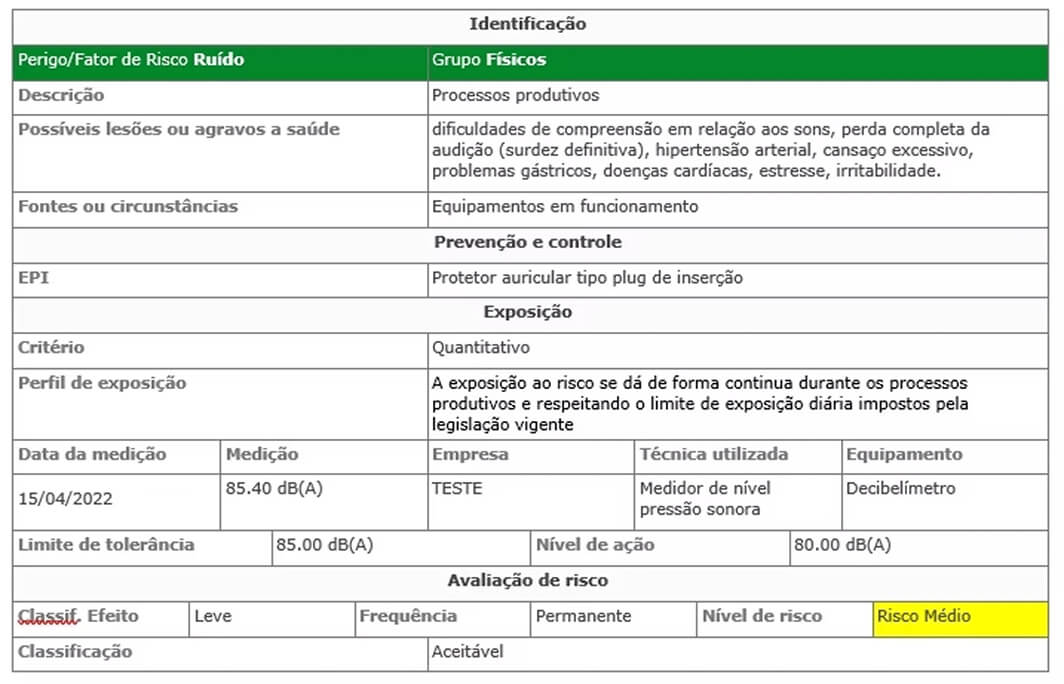 Identificação
Perigo/Fator de Risco Ruído Grupo Físicos
Descrição Processos produtivos
Possíveis lesões ou agravos a saúde dificuldades de compreensão em relação aos sons, perda completa da
audição (surdez definitiva), hipertensão arterial, cansaço excessivo,
problemas gástricos, doenças cardíacas, estresse, irritabilidade.
Fontes ou circunstâncias Equipamentos em funcionamento
Prevenção e controle
EPI Protetor auricular tipo plug de inserção
Exposição
Critério Quantitativo
Perfil de exposição A exposição ao risco se dá de forma continua durante os processos
produtivos e respeitando o limite de exposição diária impostos pela
legislação vigente
Data da medição Medição Empresa Técnica utilizada Equipamento
15/04/2022 85.40 dB(A) TESTE Medidor de nível Decibelímetro
pressão sonora
Limite de tolerância 85.00 dB(A) Nível de ação 80.00 dB(A)
Avaliação de risco
Classif. Efeito Leve Frequência Permanente Nível de risco Risco Médio
Classificação Aceitável